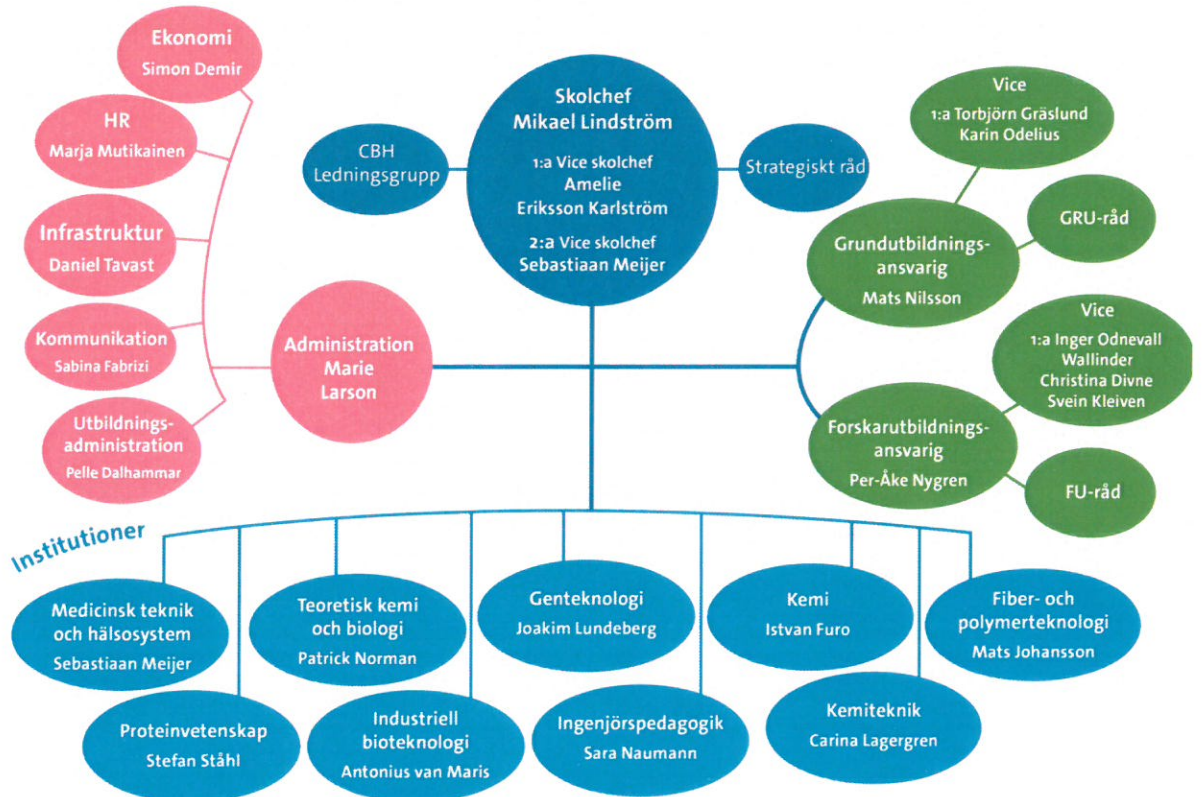 Ekonomi
Simon Demir
HR
Marja Mutikainen
Infrastruktur
Daniel Tavast
Kommunikation
Sabina Fabrizi
Utbildnings-
administration
Pelle Dalhammar
Administration
Marie
Larson
CBH
Ledningsgrupp
Skolchef
Mikael Lindström
1:a Vice skolchef
Amelie
Eriksson Karlström
2:a Vice skolchef
Sebastiaan Meijer
Strategiskt råd
Vice
1:a Torbjörn Gräslund
Karin Odelius
GRU-råd
Grundutbildnings-
ansvarig
Mats Nilsson
Vice
1:a Inger Odnevall
Wallinder
Christina Divne
Svein Kleiven
Forskarutbildnings-
ansvarig
Per-Åke Nygren
FU-råd
Institutioner
Medicinsk teknik
och hälsosystem
Sebastiaan Meijer
Teoretisk kemi
och biologi
Patrick Norman
Genteknologi
Joakim Lundeberg
Kemi
Istvan Furo
Fiber- och
polymerteknologi
Mats Johansson
Proteinvetenskap
Stefan Ståhl
Industriell
bioteknologi
Antonius van Maris
Ingenjörspedagogik
Sara Naumann
Kemiteknik
Carina Lagergren